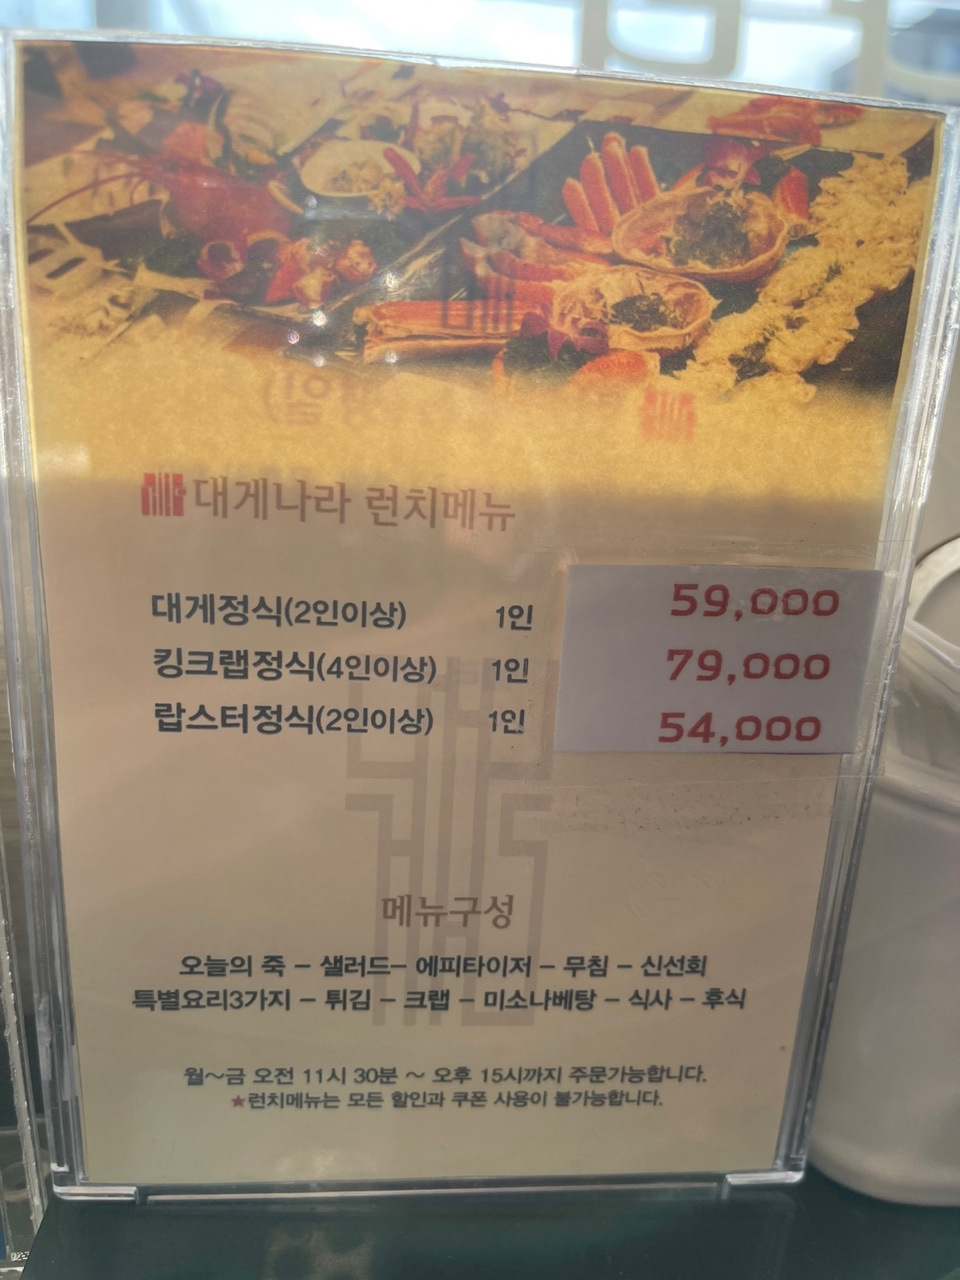 대게나라 런치메뉴
대게정식(2인이상) 1인 59,000
킹크랩정식(4인이상) 1인 79,000
랍스터정식(2인이상) 1인 54,000
메뉴구성
오늘의 죽 - 샐러드- 에피타이저 - 무침 - 신선회
특별요리3가지 - 튀김 - 크랩 - 미소나베탕 - 식사 - 후식
월~금 오전 11시 30분 ~ 오후 15시까지 주문가능합니다.
★런치메뉴는 모든 할인과 쿠폰 사용이 불가능합니다.